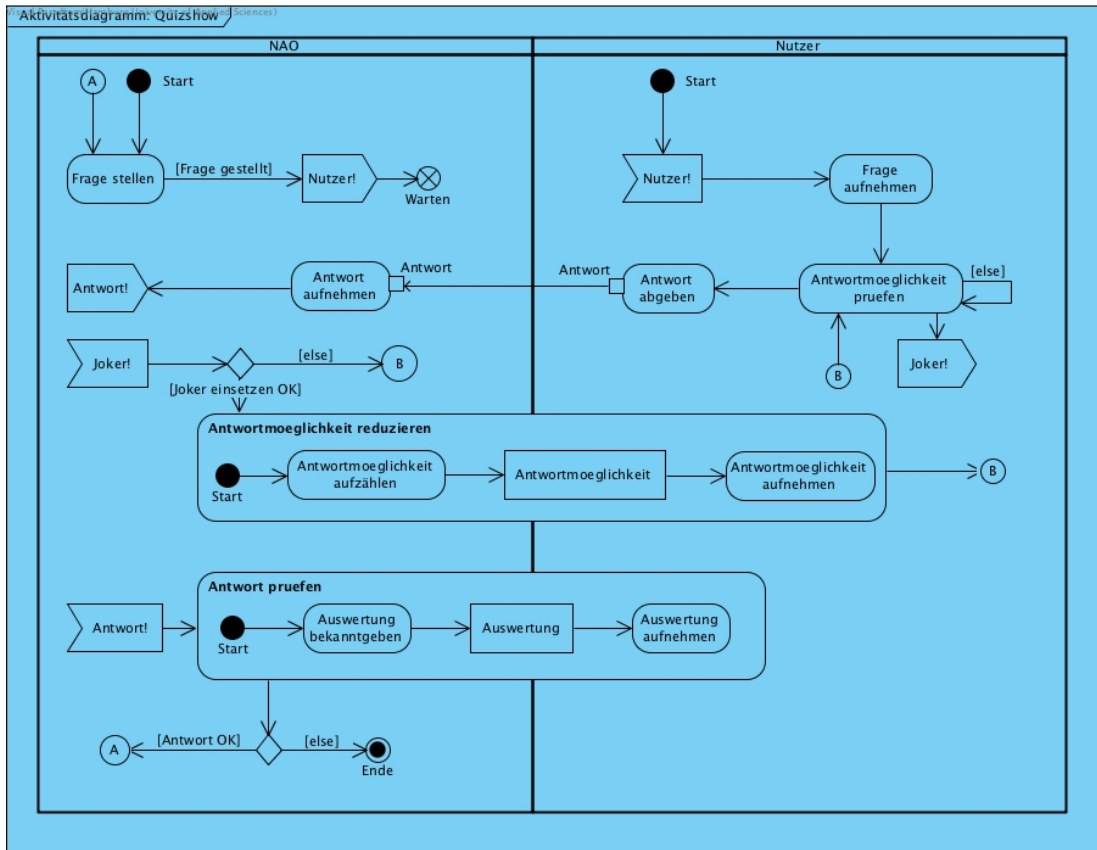 Aktivitätsdiagramm: Quizshow
NAO
Nutzer
A
Start
Start
Frage stellen
[Frage gestellt]
Nutzer!
Warten
Nutzer!
Frage
aufnehmen
Antwort!
Antwort
aufnehmen
Antwort
Antwort
Antwort
abgeben
Antwortmoeglichkeit
pruefen
[else]
Joker!
[else]
B
[Joker einsetzen OK]
B
Joker!
Antwortmoeglichkeit reduzieren
Start
Antwortmoeglichkeit
aufzählen
Antwortmoeglichkeit
Antwortmoeglichkeit
aufnehmen
B
Antwort pruefen
Antwort!
Start
Auswertung
bekanntgeben
Auswertung
Auswertung
aufnehmen
A
[Antwort OK]
[else]
Ende